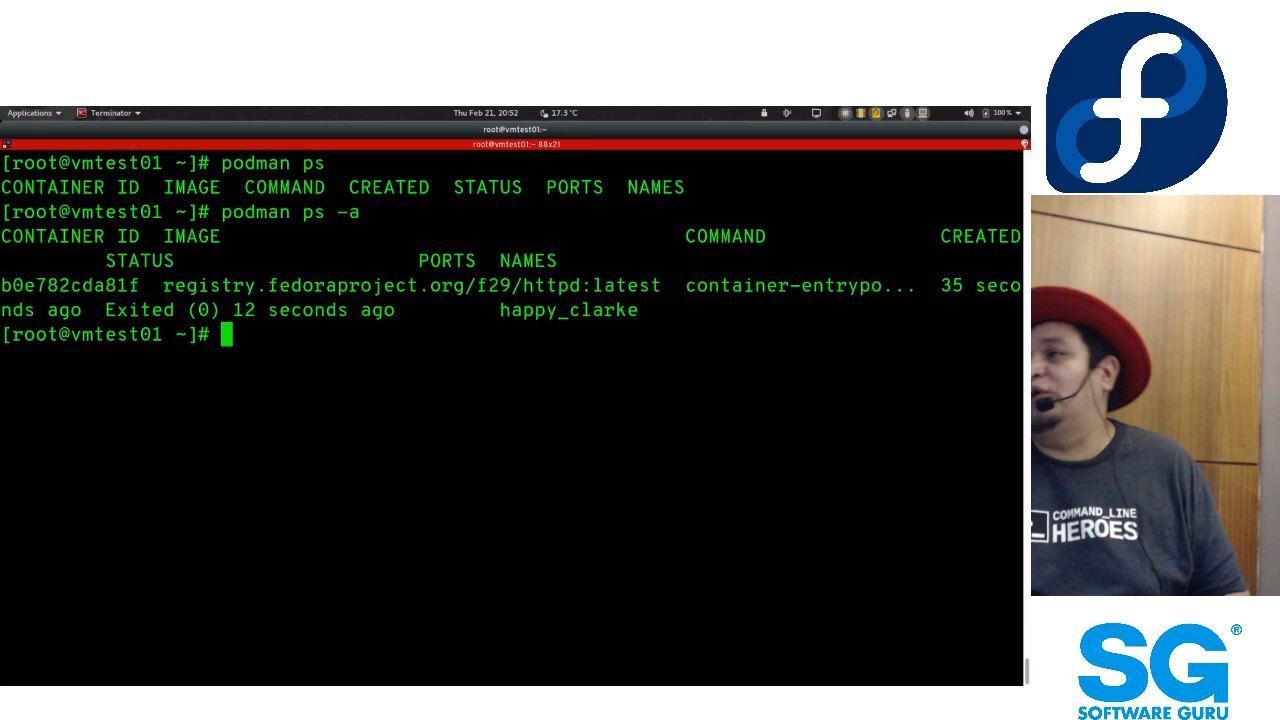 Applications
Terminator
Thu Feb 21, 20:52
17.3 °C
100 %
root@vmtest01:~
root@vmtest01:~ 88x21
[root@vmtest01 ~]# podman ps
CONTAINER ID  IMAGE  COMMAND  CREATED  STATUS  PORTS  NAMES
[root@vmtest01 ~]# podman ps -a
CONTAINER ID  IMAGE                                        COMMAND               CREATED
         STATUS                     PORTS  NAMES
b0e782cda81f  registry.fedoraproject.org/f29/httpd:latest  container-entrypo...  35 seco
nds ago  Exited (0) 12 seconds ago         happy_clarke
[root@vmtest01 ~]#
COMMAND_LINE
HEROES
SG®
SOFTWARE GURU